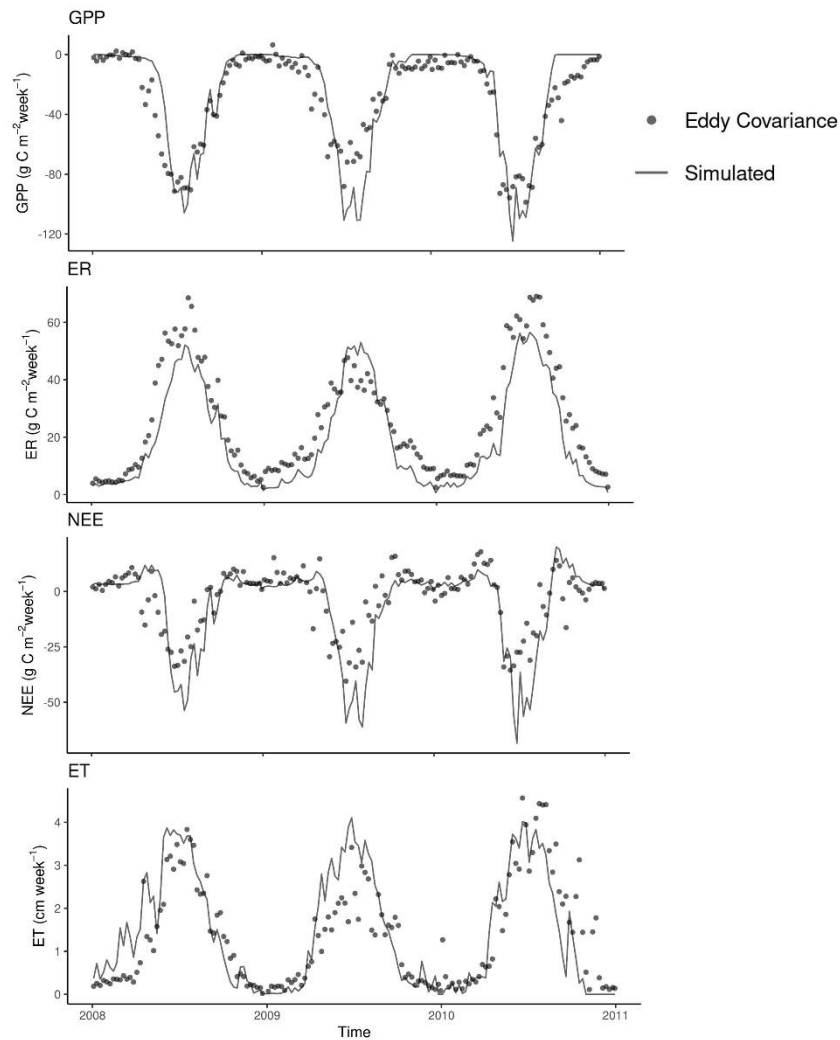 GPP
0
-40
-80
-120
GPP (g C m⁻²week⁻¹)
Eddy Covariance
Simulated
ER
60
40
20
0
ER (g C m⁻²week⁻¹)
NEE
0
-25
-50
NEE (g C m⁻²week⁻¹)
ET
4
3
2
1
0
ET (cm week⁻¹)
2008
2009
2010
2011
Time